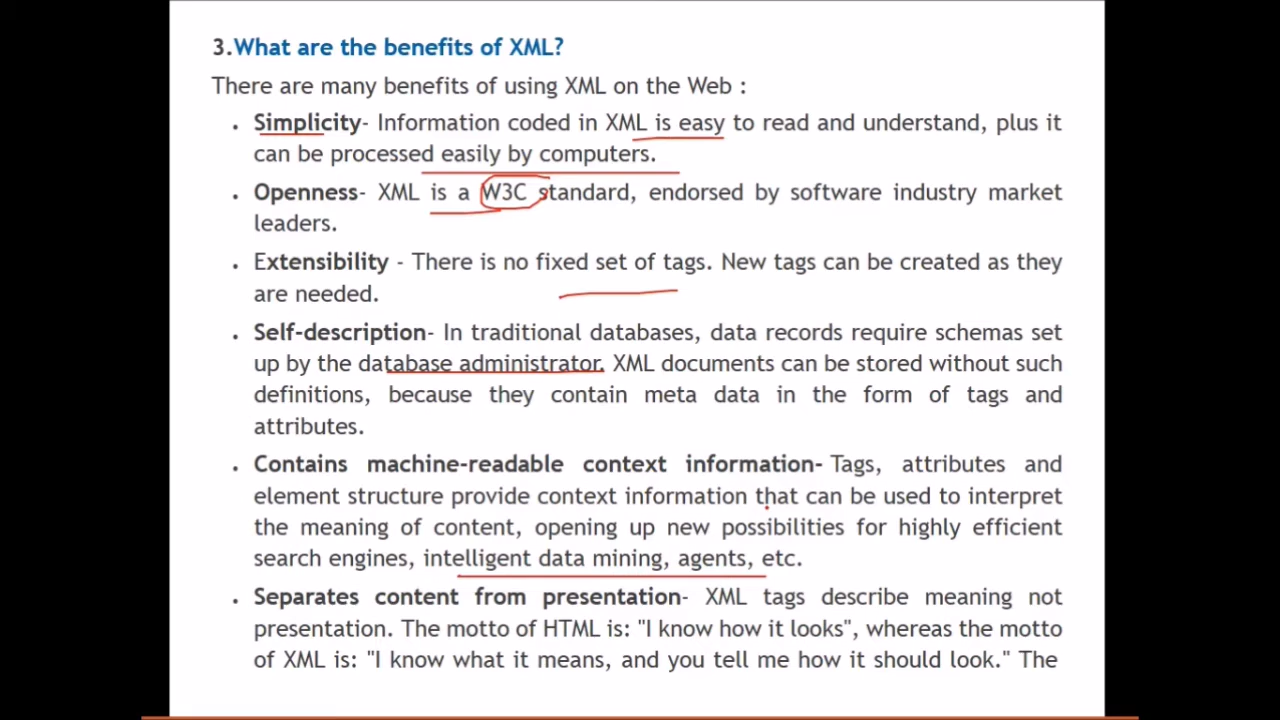 3.What are the benefits of XML?
There are many benefits of using XML on the Web :
• Simplicity- Information coded in XML is easy to read and understand, plus it
can be processed easily by computers.
• Openness- XML is a W3C standard, endorsed by software industry market
leaders.
• Extensibility - There is no fixed set of tags. New tags can be created as they
are needed.
• Self-description- In traditional databases, data records require schemas set
up by the database administrator. XML documents can be stored without such
definitions, because they contain meta data in the form of tags and
attributes.
• Contains machine-readable context information- Tags, attributes and
element structure provide context information that can be used to interpret
the meaning of content, opening up new possibilities for highly efficient
search engines, intelligent data mining, agents, etc.
• Separates content from presentation- XML tags describe meaning not
presentation. The motto of HTML is: "I know how it looks", whereas the motto
of XML is: "I know what it means, and you tell me how it should look." The